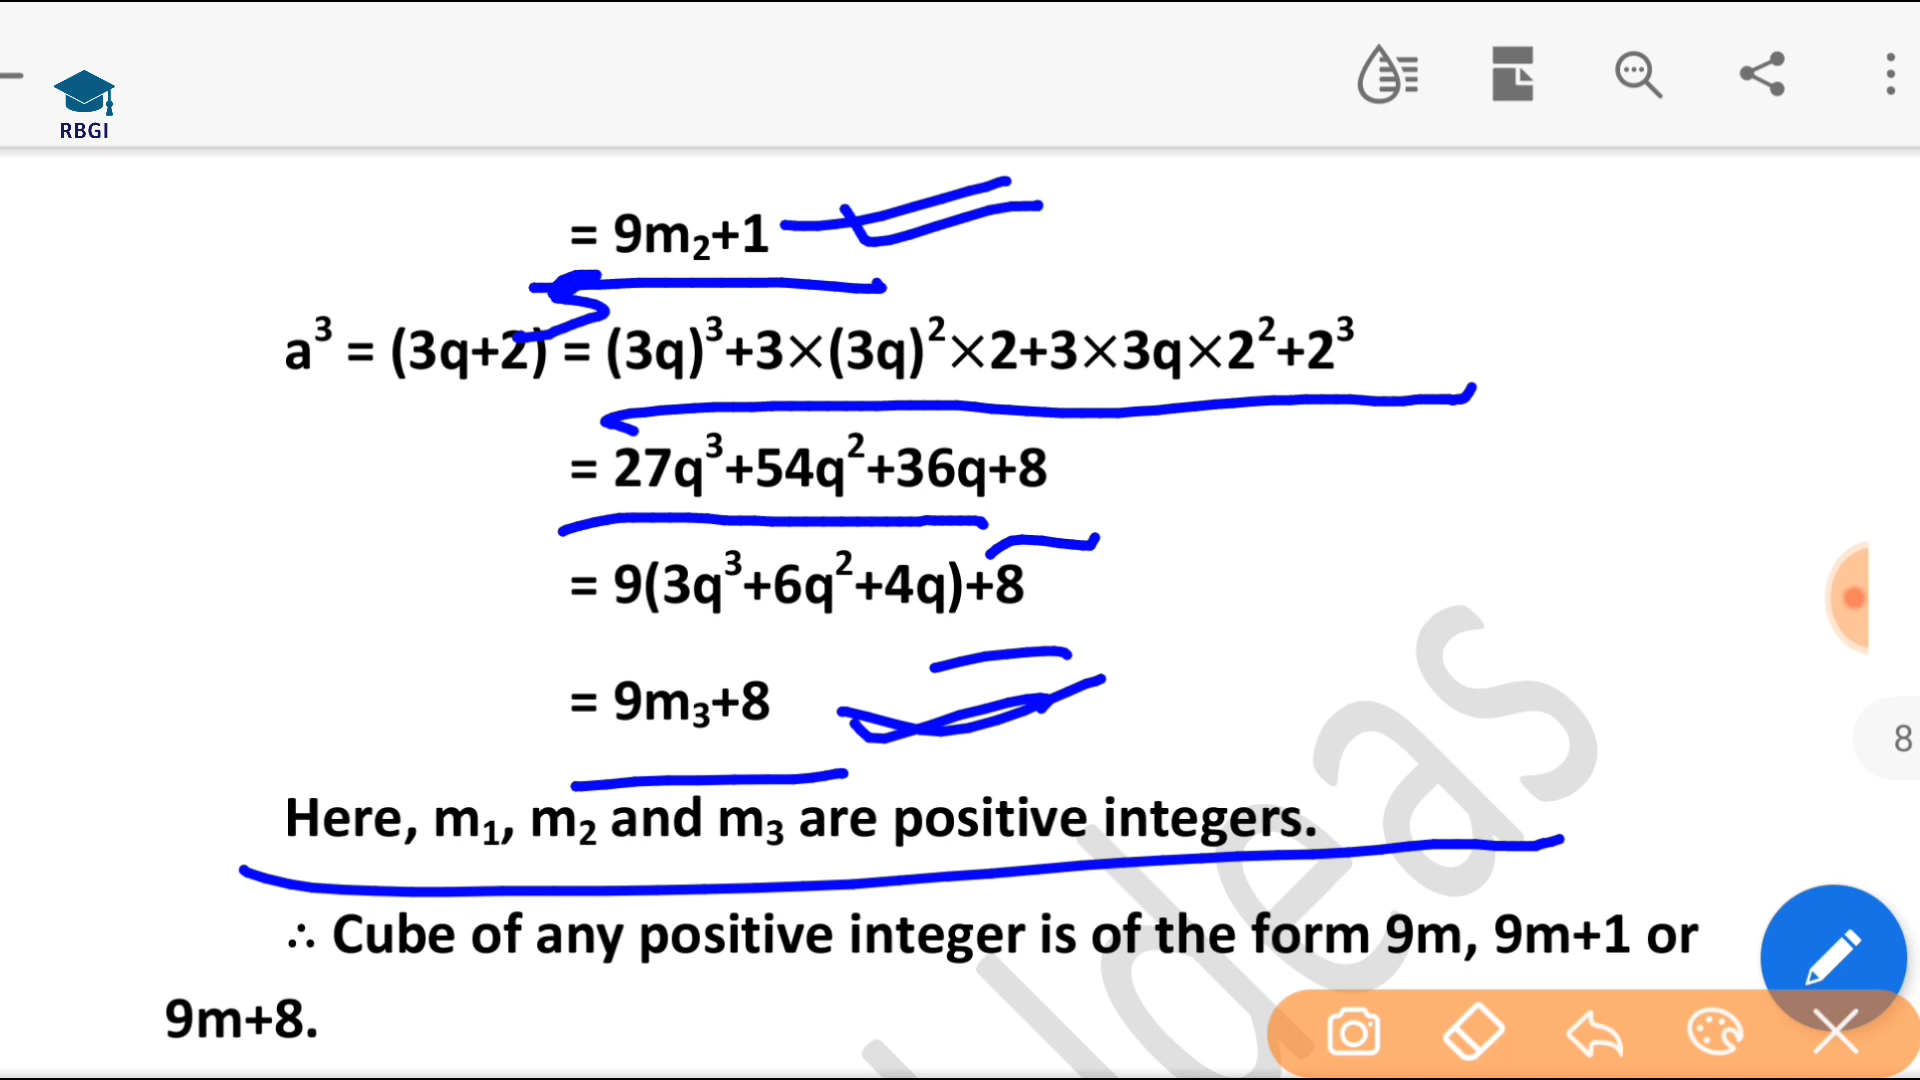 RBGI
= 9m₂+1
a³ = (3q+2)³ = (3q)³+3×(3q)²×2+3×3q×2²+2³
= 27q³+54q²+36q+8
= 9(3q³+6q²+4q)+8
= 9m₃+8
8
Here, m₁, m₂ and m₃ are positive integers.
∴ Cube of any positive integer is of the form 9m, 9m+1 or
9m+8.
Ideas